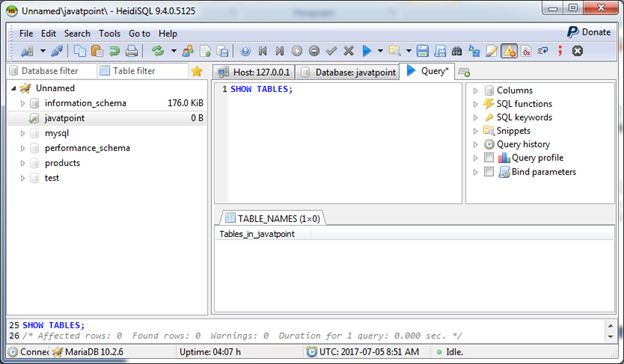 Unnamed\javatpoint\ - HeidiSQL 9.4.0.5125
File Edit Search Tools Go to Help
Donate
Database filter Table filter
Host: 127.0.0.1 Database: javatpoint Query*
Unnamed
information_schema 176.0 KiB
javatpoint 0 B
mysql
performance_schema
products
test
1 SHOW TABLES;
Columns
SQL functions
SQL keywords
Snippets
Query history
Query profile
Bind parameters
TABLE_NAMES (1×0)
Tables_in_javatpoint
25 SHOW TABLES;
26 /* Affected rows: 0 Found rows: 0 Warnings: 0 Duration for 1 query: 0.000 sec. */
Connec MariaDB 10.2.6 Uptime: 04:07 h UTC: 2017-07-05 8:51 AM Idle.